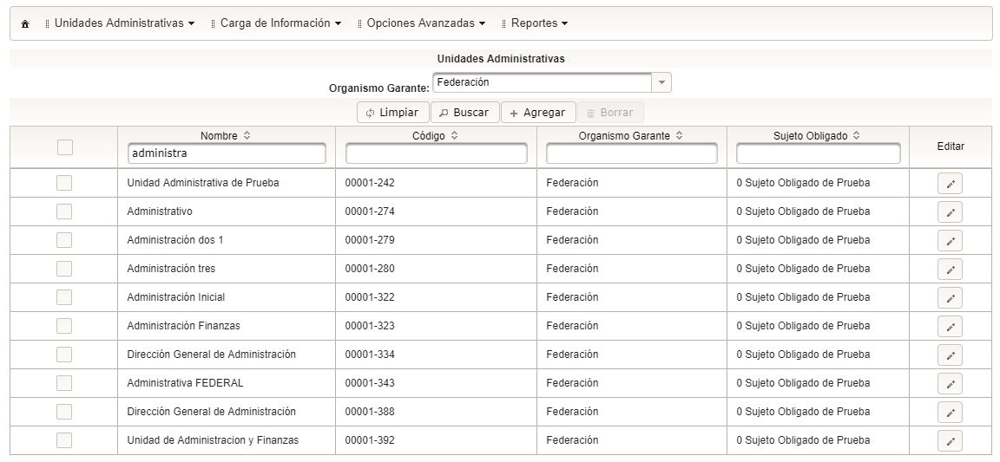 Unidades Administrativas Carga de Información Opciones Avanzadas Reportes
Unidades Administrativas
Organismo Garante: Federación
Limpiar Buscar Agregar Borrar
Nombre Código Organismo Garante Sujeto Obligado Editar
administra
Unidad Administrativa de Prueba 00001-242 Federación 0 Sujeto Obligado de Prueba
Administrativo 00001-274 Federación 0 Sujeto Obligado de Prueba
Administración dos 1 00001-279 Federación 0 Sujeto Obligado de Prueba
Administración tres 00001-280 Federación 0 Sujeto Obligado de Prueba
Administración Inicial 00001-322 Federación 0 Sujeto Obligado de Prueba
Administración Finanzas 00001-323 Federación 0 Sujeto Obligado de Prueba
Dirección General de Administración 00001-334 Federación 0 Sujeto Obligado de Prueba
Administrativa FEDERAL 00001-343 Federación 0 Sujeto Obligado de Prueba
Dirección General de Administración 00001-388 Federación 0 Sujeto Obligado de Prueba
Unidad de Administracion y Finanzas 00001-392 Federación 0 Sujeto Obligado de Prueba